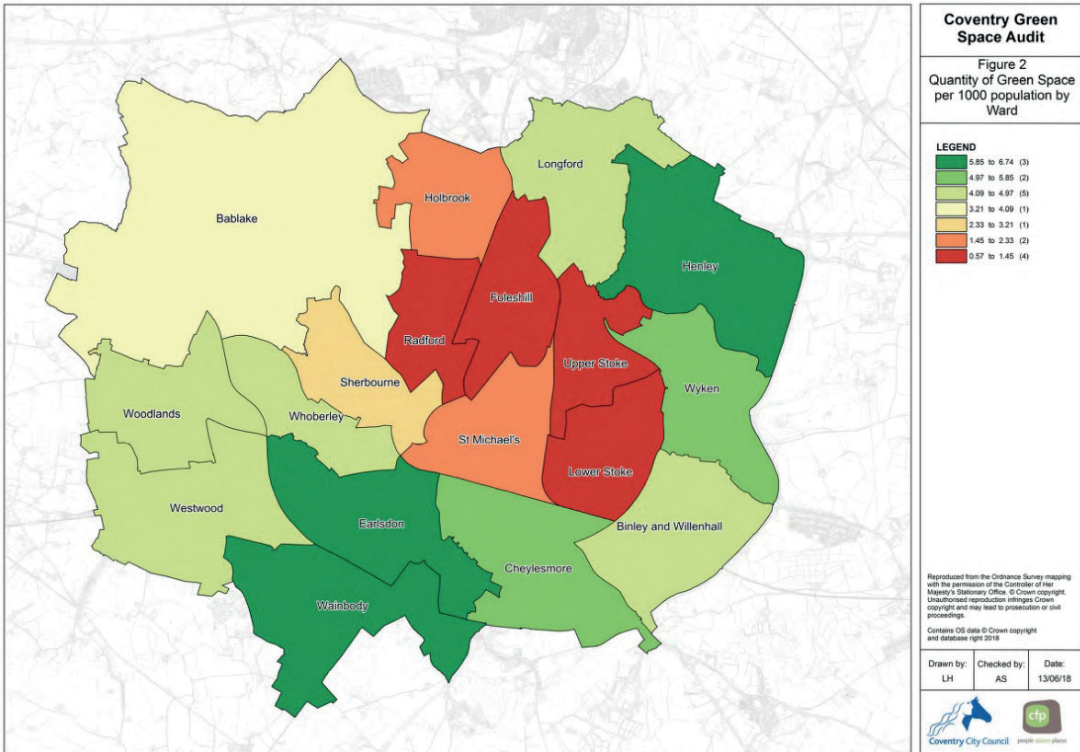 Coventry Green
Space Audit
Figure 2
Quantity of Green Space
per 1000 population by
Ward
LEGEND
5.85 to 6.74 (3)
4.97 to 5.85 (2)
4.09 to 4.97 (5)
3.21 to 4.09 (1)
2.33 to 3.21 (1)
1.45 to 2.33 (2)
0.57 to 1.45 (4)
Longford
Holbrook
Bablake
Henley
Foleshill
Radford
Upper Stoke
Sherbourne
Wyken
Woodlands
Whoberley
St Michael's
Lower Stoke
Westwood
Earlsdon
Binley and Willenhall
Cheylesmore
Wainbody
Reproduced from the Ordnance Survey mapping
with the permission of the Controller of Her
Majesty's Stationary Office. © Crown copyright.
Unauthorised reproduction infringes Crown
copyright and may lead to prosecution or civil
proceedings.
Contains OS data © Crown copyright
and database right 2018
Drawn by: Checked by: Date:
LH AS 13/06/18
cfp
Coventry City Council people spaces places